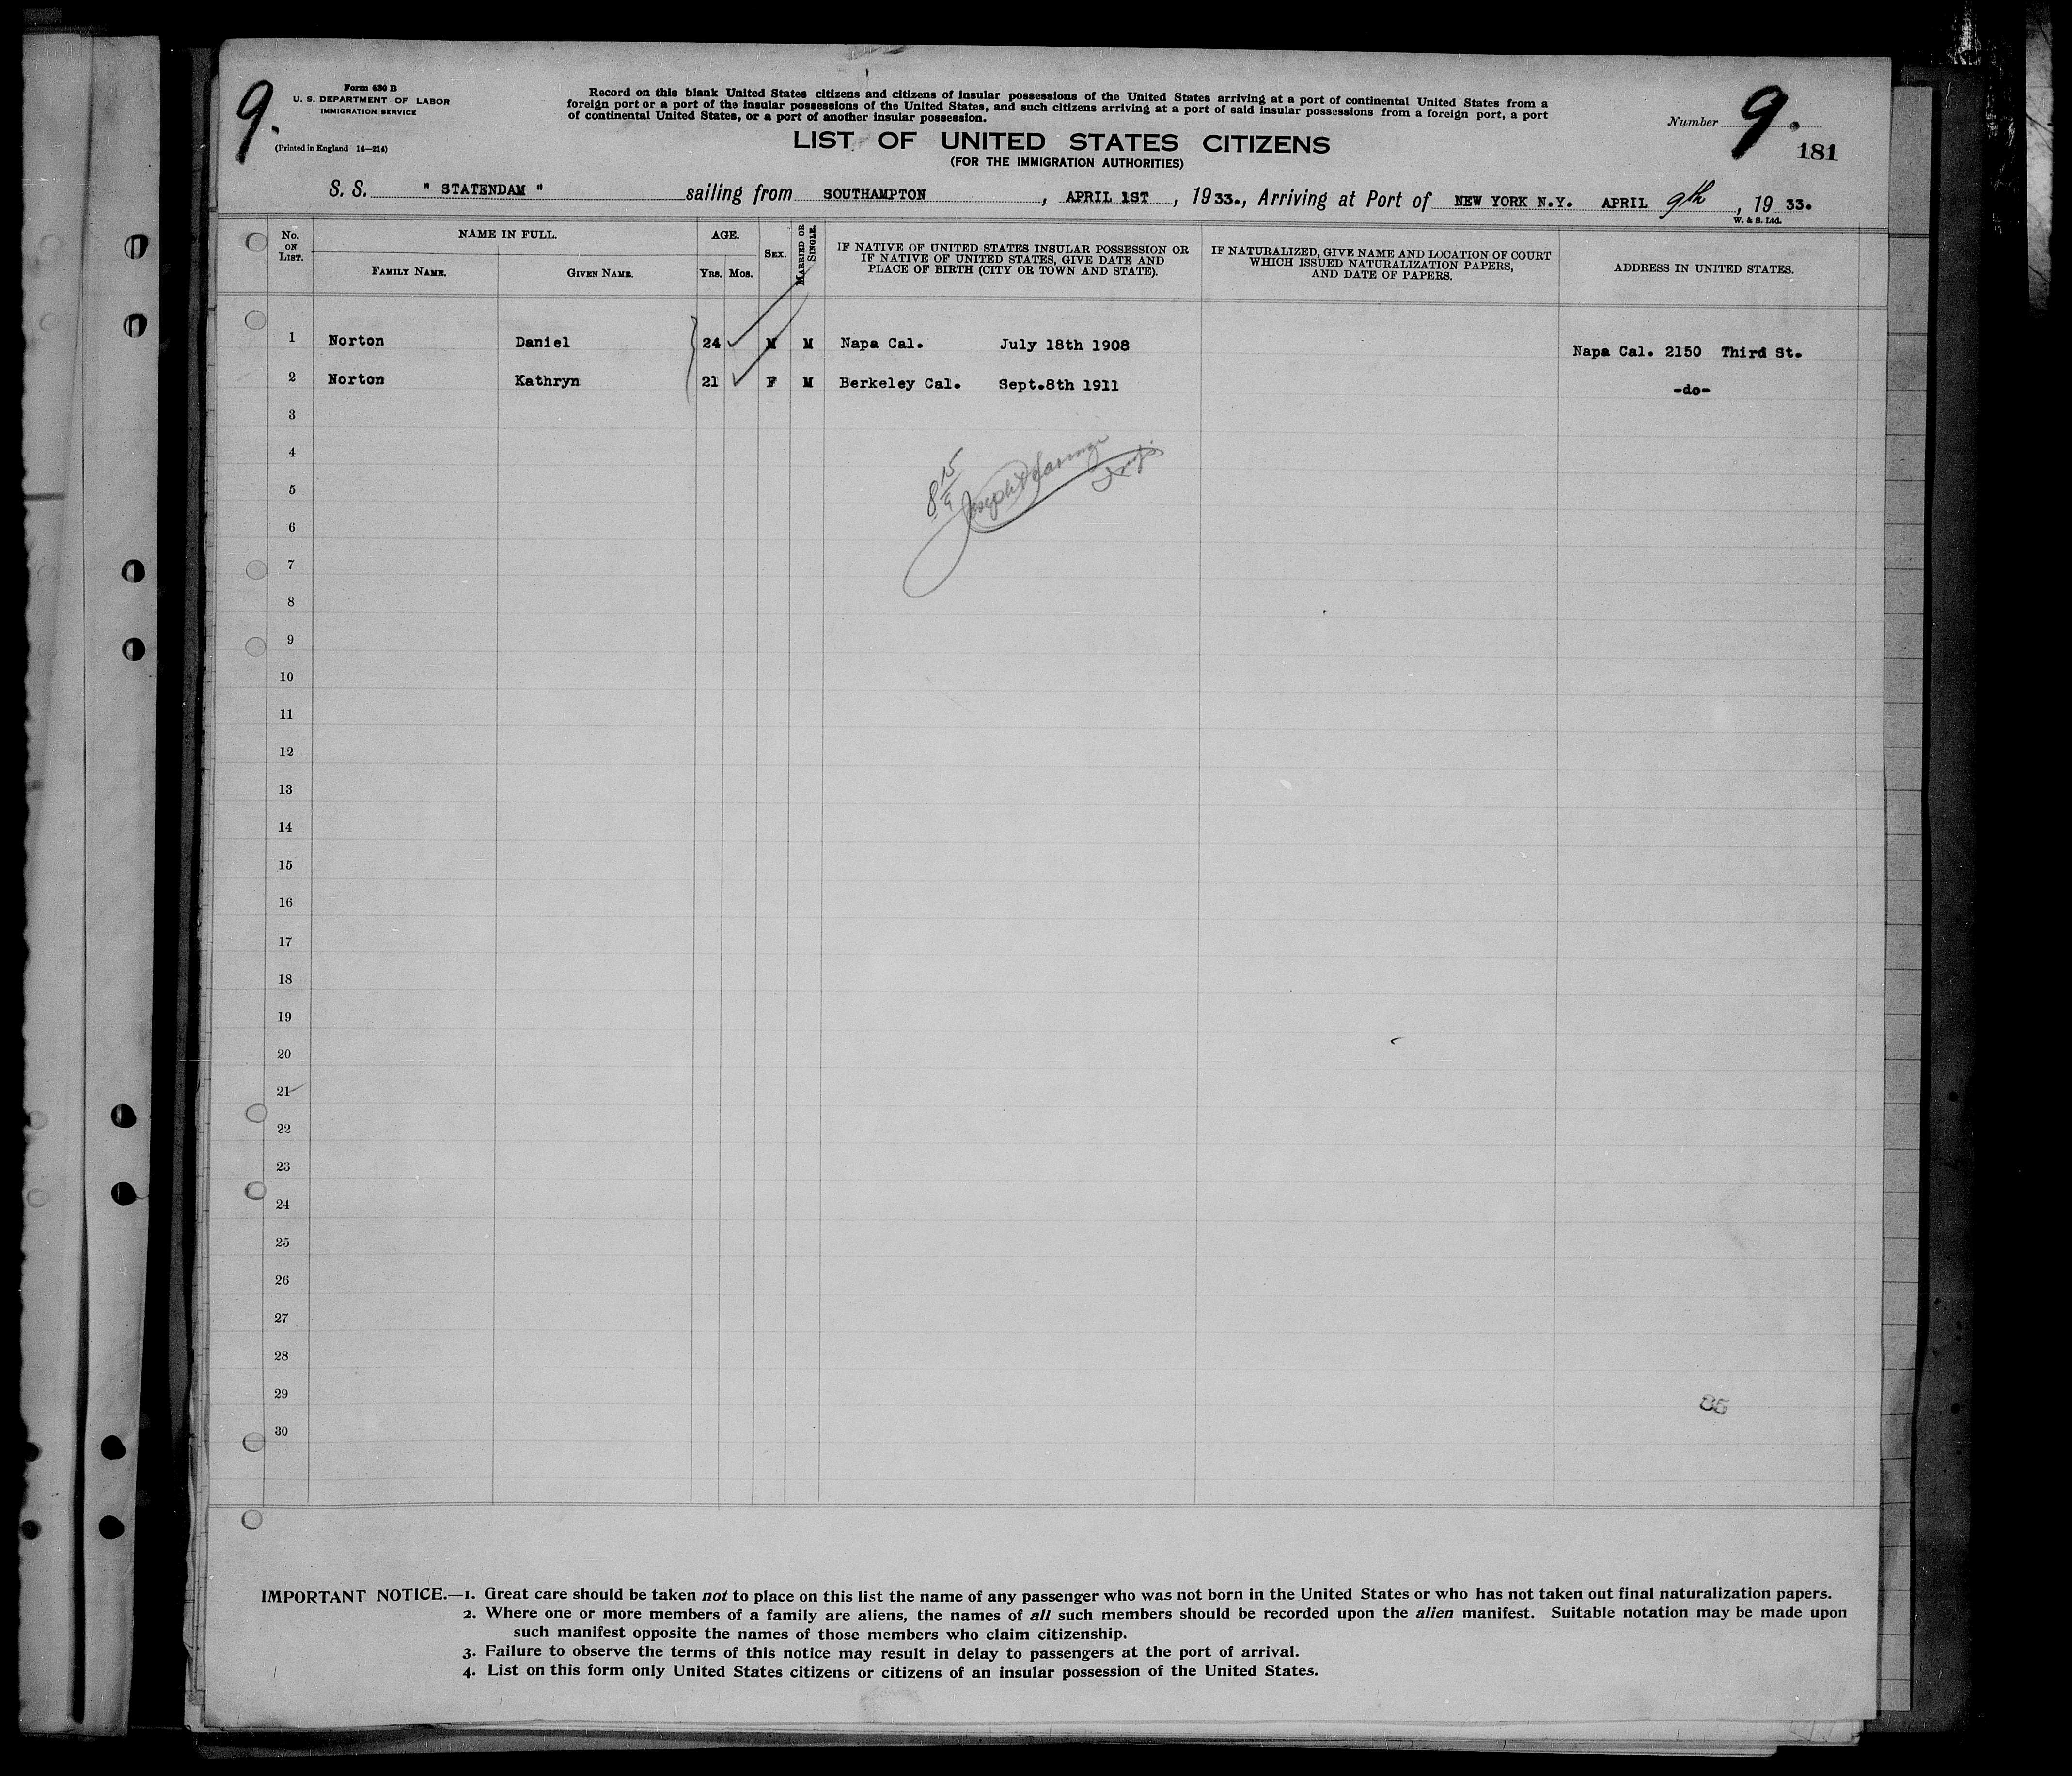 9.
Form 630 B
U. S. DEPARTMENT OF LABOR
IMMIGRATION SERVICE
(Printed in England 14—214)
Record on this blank United States citizens and citizens of insular possessions of the United States arriving at a port of continental United States from a
foreign port or a port of the insular possessions of the United States, and such citizens arriving at a port of said insular possessions from a foreign port, a port
of continental United States, or a port of another insular possession.
Number 9.
181
LIST OF UNITED STATES CITIZENS
(FOR THE IMMIGRATION AUTHORITIES)
S. S. " STATENDAM " sailing from SOUTHAMPTON, APRIL 1ST, 1933., Arriving at Port of NEW YORK N.Y. APRIL 9th, 19 33.
W. & S. Ltd.
No. ON LIST. NAME IN FULL. FAMILY NAME. GIVEN NAME. AGE. YRS. MOS. SEX. MARRIED OR SINGLE. IF NATIVE OF UNITED STATES INSULAR POSSESSION OR IF NATIVE OF UNITED STATES, GIVE DATE AND PLACE OF BIRTH (CITY OR TOWN AND STATE). IF NATURALIZED, GIVE NAME AND LOCATION OF COURT WHICH ISSUED NATURALIZATION PAPERS, AND DATE OF PAPERS. ADDRESS IN UNITED STATES.
1 Norton Daniel 24 M M Napa Cal. July 18th 1908 Napa Cal. 2150 Third St.
2 Norton Kathryn 21 F M Berkeley Cal. Sept.8th 1911 -do-
3
4
5
6
7
8
9
10
11
12
13
14
15
16
17
18
19
20
21
22
23
24
25
26
27
28
29
85
30
IMPORTANT NOTICE.—1. Great care should be taken not to place on this list the name of any passenger who was not born in the United States or who has not taken out final naturalization papers.
2. Where one or more members of a family are aliens, the names of all such members should be recorded upon the alien manifest. Suitable notation may be made upon
such manifest opposite the names of those members who claim citizenship.
3. Failure to observe the terms of this notice may result in delay to passengers at the port of arrival.
4. List on this form only United States citizens or citizens of an insular possession of the United States.